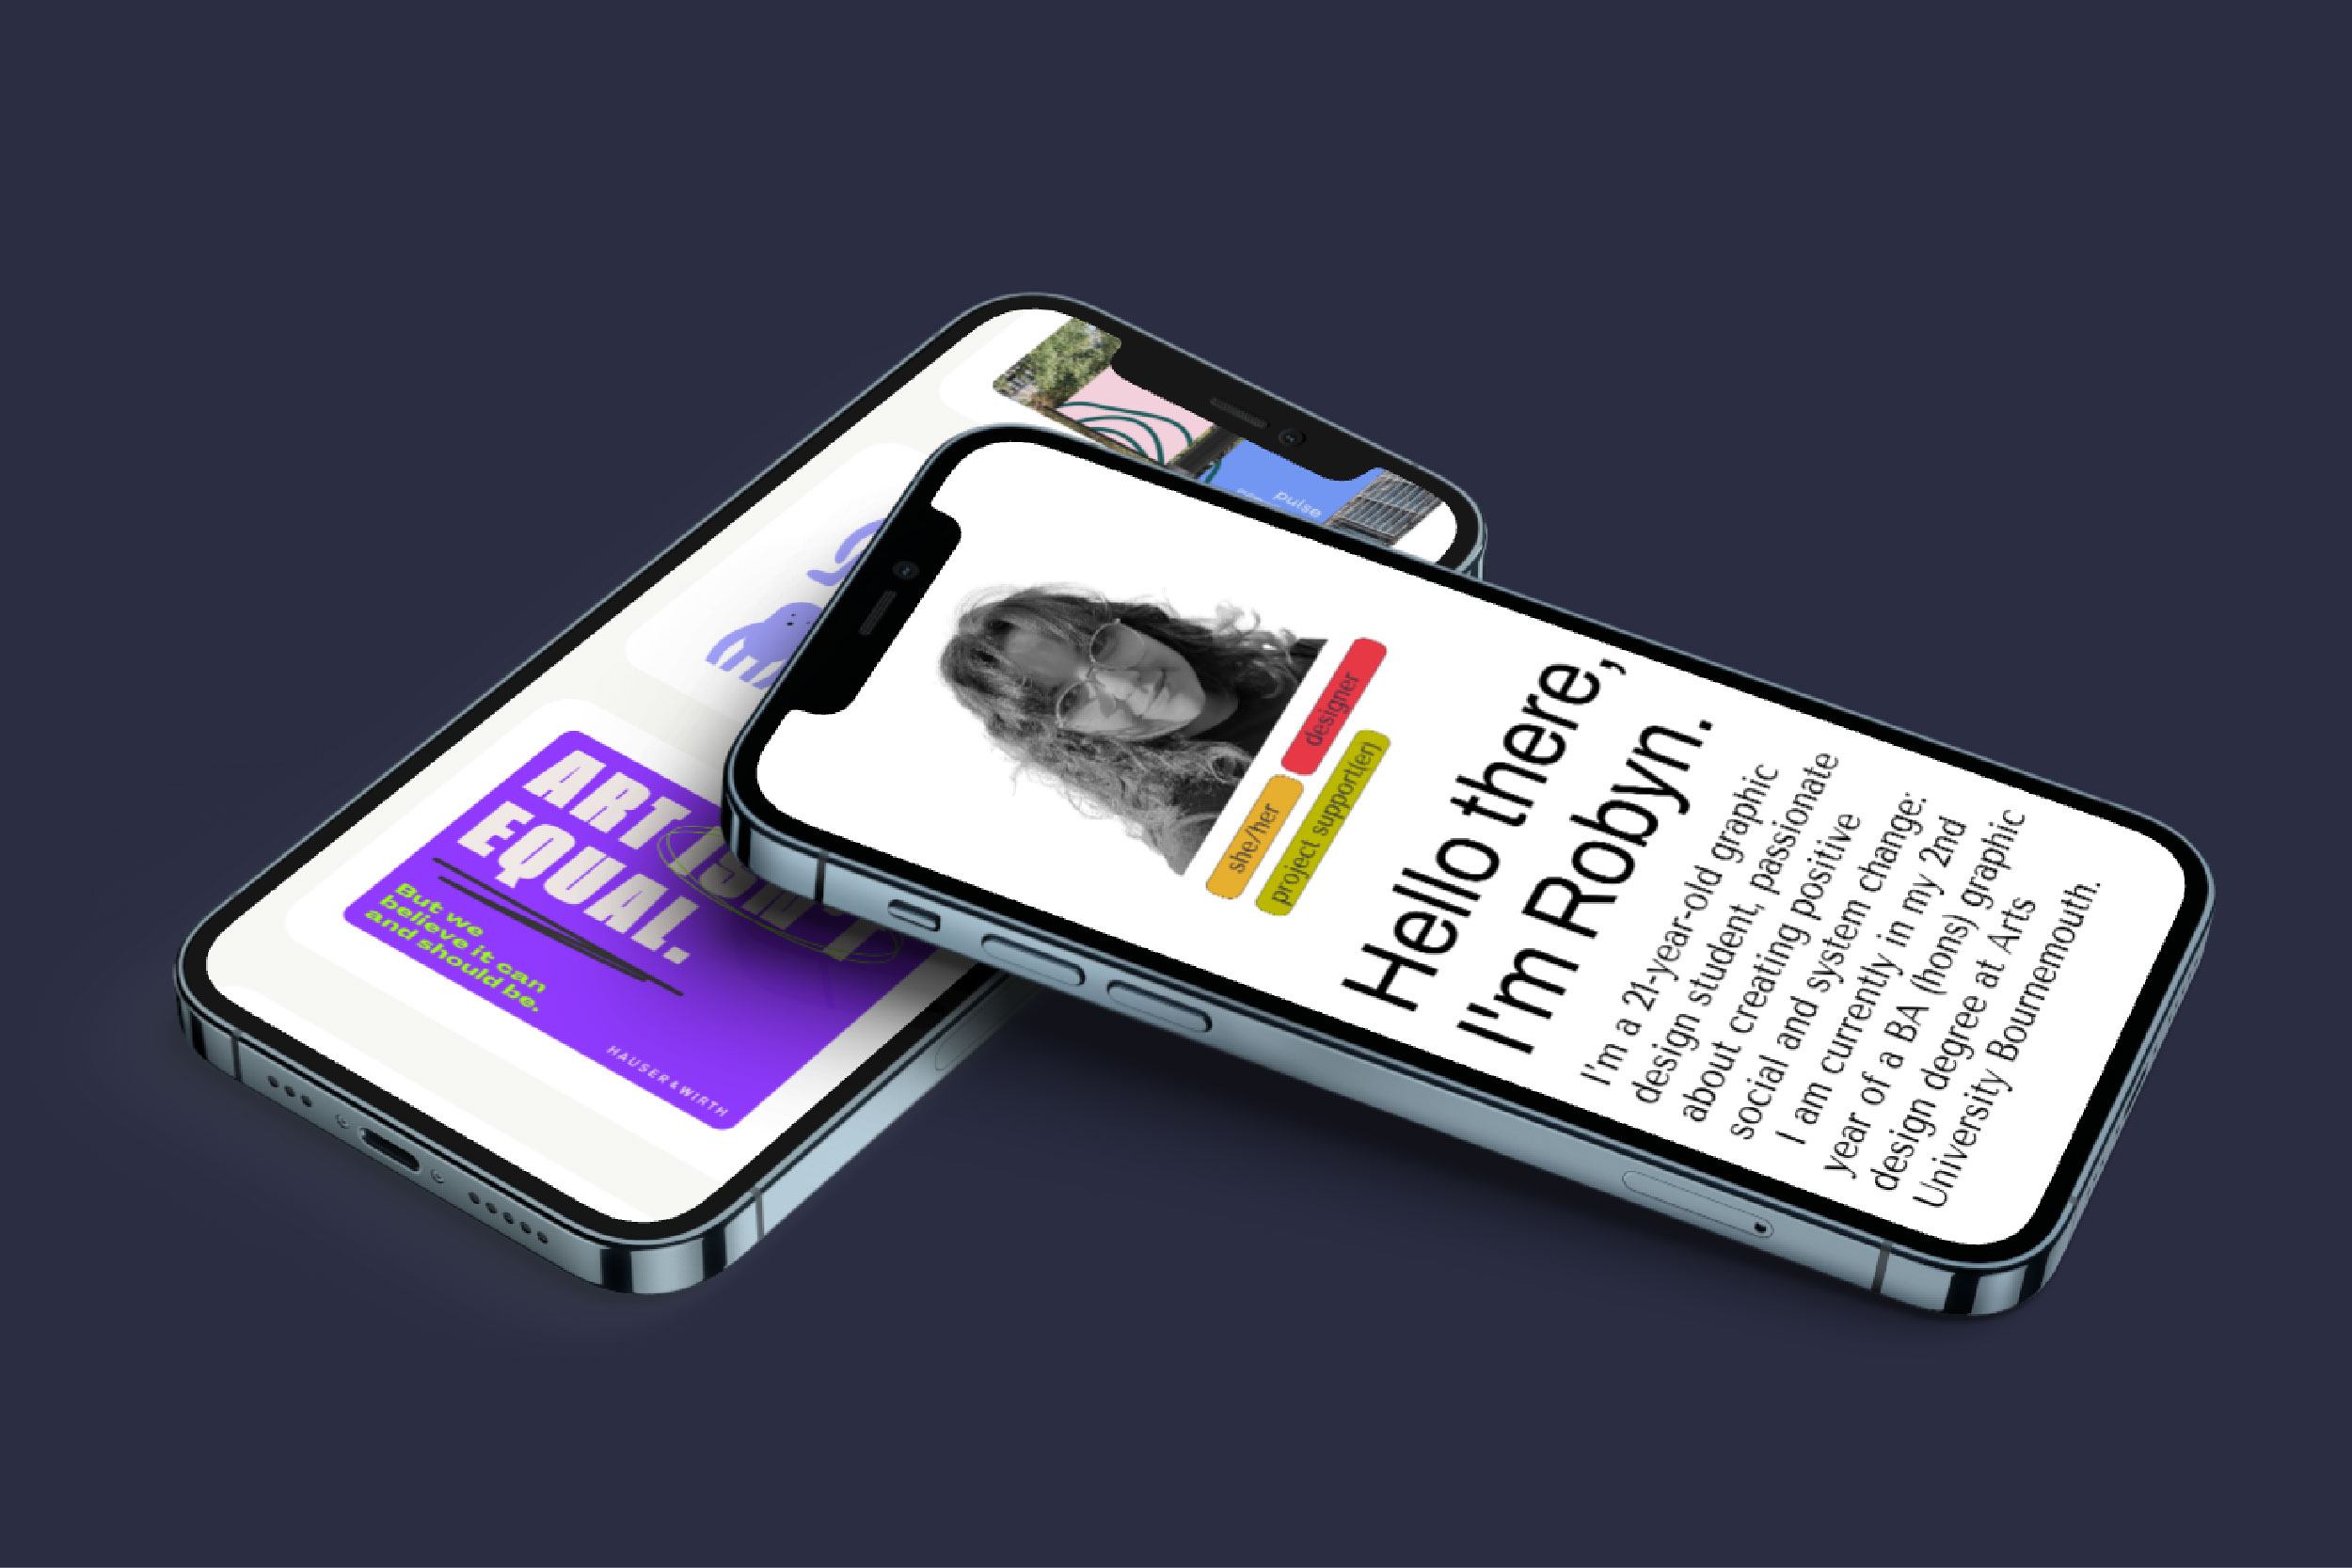 pulse
ART ISN'T
EQUAL.
But we
believe it can
and should be.
HAUSER & WIRTH
she/her
designer
project support(er)
Hello there,
I'm Robyn.
I'm a 21-year-old graphic
design student, passionate
about creating positive
social and system change:
I am currently in my 2nd
year of a BA (hons) graphic
design degree at Arts
University Bournemouth.